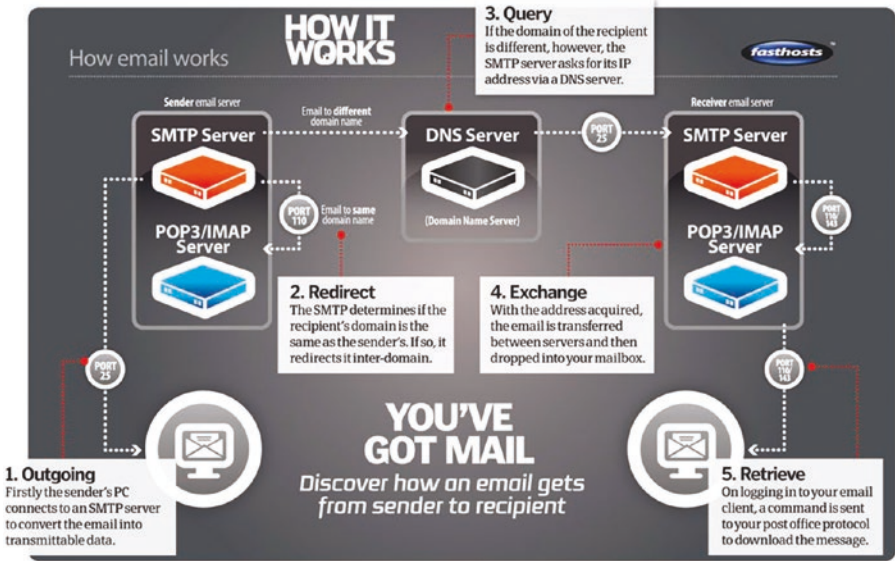 How email works
HOW IT
WORKS
3. Query
If the domain of the recipient
is different, however, the
SMTP server asks for its IP
address via a DNS server.
fasthosts
Sender email server
SMTP Server
Email to different
domain name
DNS Server
(Domain Name Server)
PORT
25
Receiver email server
SMTP Server
PORT
110
Email to same
domain name
POP3/IMAP
Server
PORT
110/
143
POP3/IMAP
Server
2. Redirect
The SMTP determines if the
recipient's domain is the
same as the sender's. If so, it
redirects it inter-domain.
4. Exchange
With the address acquired,
the email is transferred
between servers and then
dropped into your mailbox.
PORT
25
PORT
110/
143
YOU'VE
GOT MAIL
Discover how an email gets
from sender to recipient
1. Outgoing
Firstly the sender's PC
connects to an SMTP server
to convert the email into
transmittable data.
5. Retrieve
On logging in to your email
client, a command is sent
to your post office protocol
to download the message.